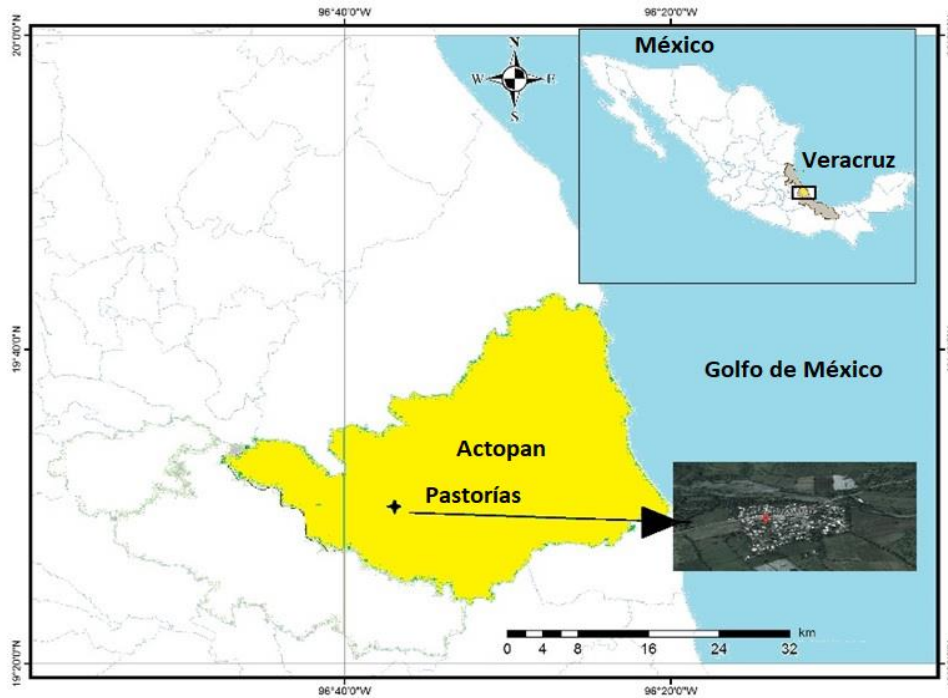 96°40'0"W 96°20'0"W
20°0'0"N
N
W E
S
México
Veracruz
19°40'0"N
Golfo de México
Actopan
Pastorías
km
0 4 8 16 24 32
19°20'0"N
96°40'0"W 96°20'0"W